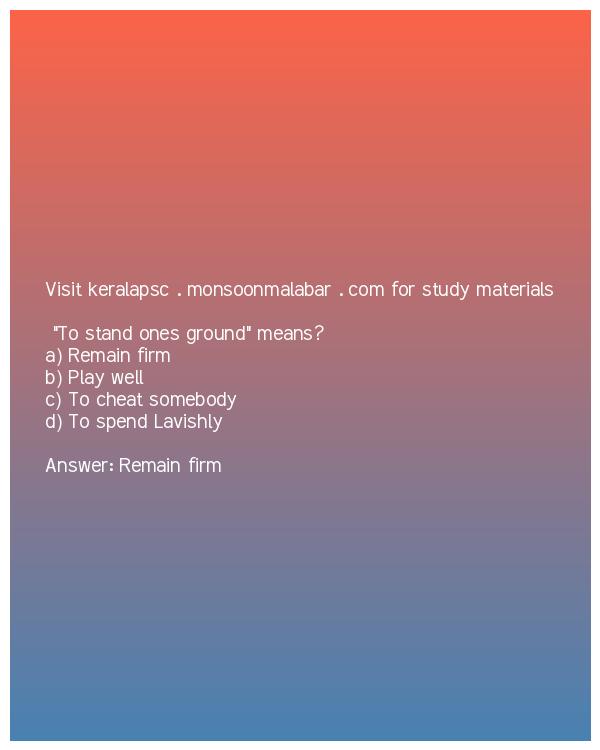 Visit keralapsc . monsoonmalabar . com for study materials
"To stand ones ground" means?
a) Remain firm
b) Play well
c) To cheat somebody
d) To spend Lavishly
Answer: Remain firm